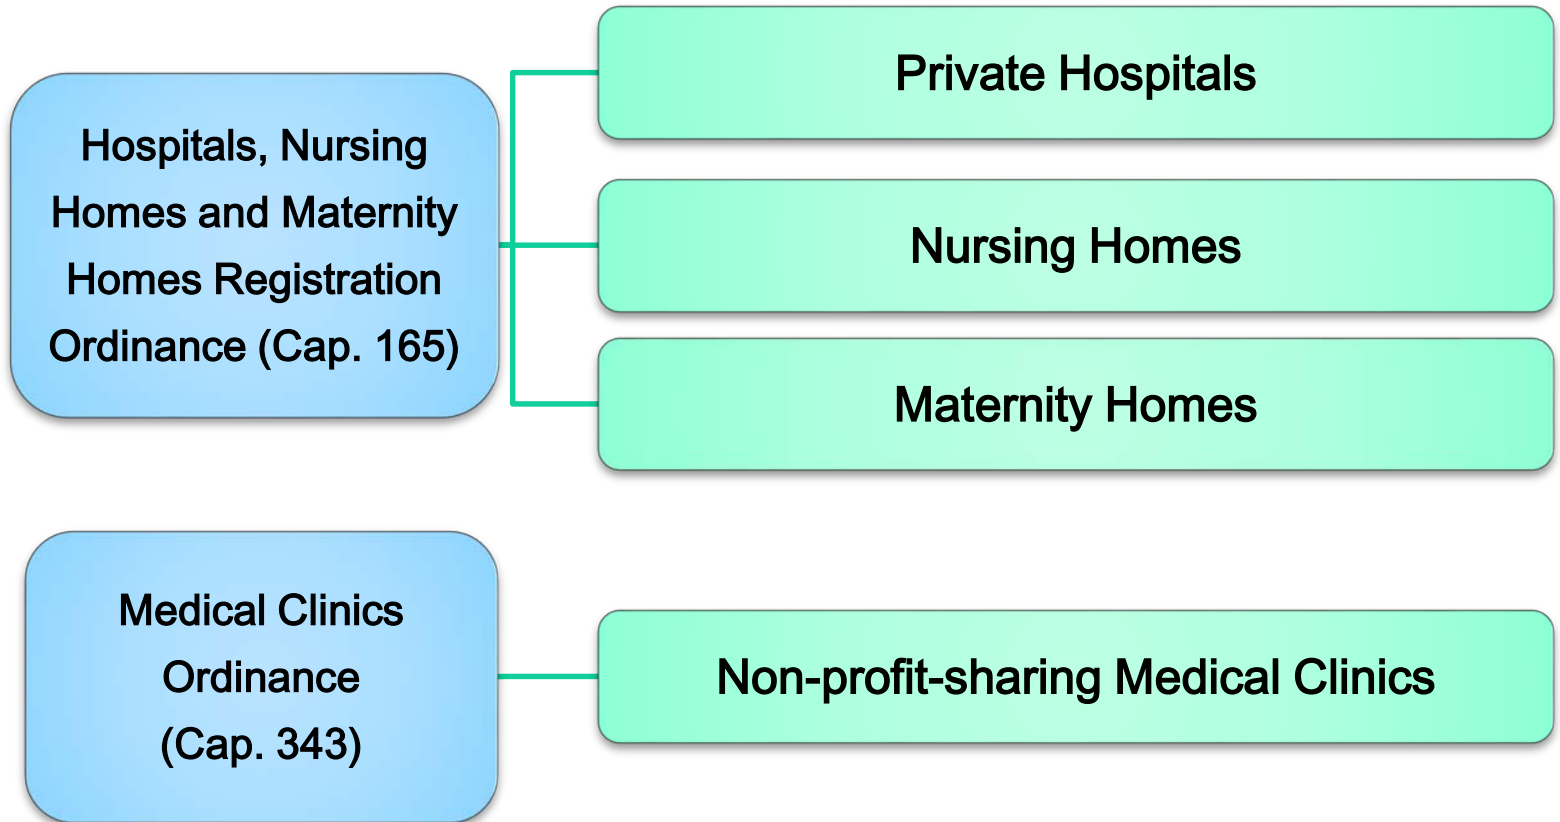 Hospitals, Nursing
Homes and Maternity
Homes Registration
Ordinance (Cap. 165)
Private Hospitals
Nursing Homes
Maternity Homes
Medical Clinics
Ordinance
(Cap. 343)
Non-profit-sharing Medical Clinics